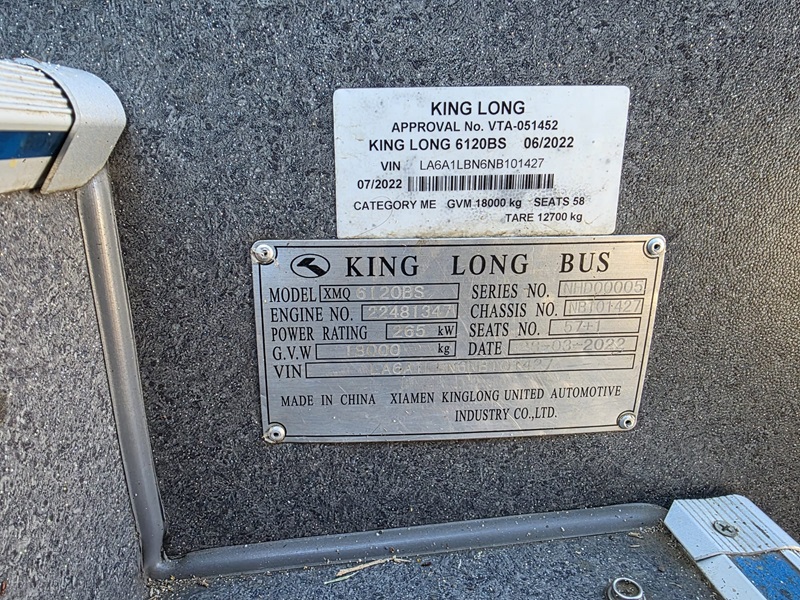 KING LONG
APPROVAL No. VTA-051452
KING LONG 6120BS 06/2022
VIN LA6A1LBN6NB101427
07/2022
CATEGORY ME GVM 18000 kg SEATS 58
TARE 12700 kg
KING LONG BUS
MODEL XMQ 6120BS SERIES NO. NHD00005
ENGINE NO. 22481347 CHASSIS NO. NB101427
POWER RATING 265 kW SEATS NO. 57+1
G.V.W 18000 kg DATE 03-2022
VIN LA6A1LBN6NB101427
MADE IN CHINA XIAMEN KINGLONG UNITED AUTOMOTIVE
INDUSTRY CO.,LTD.